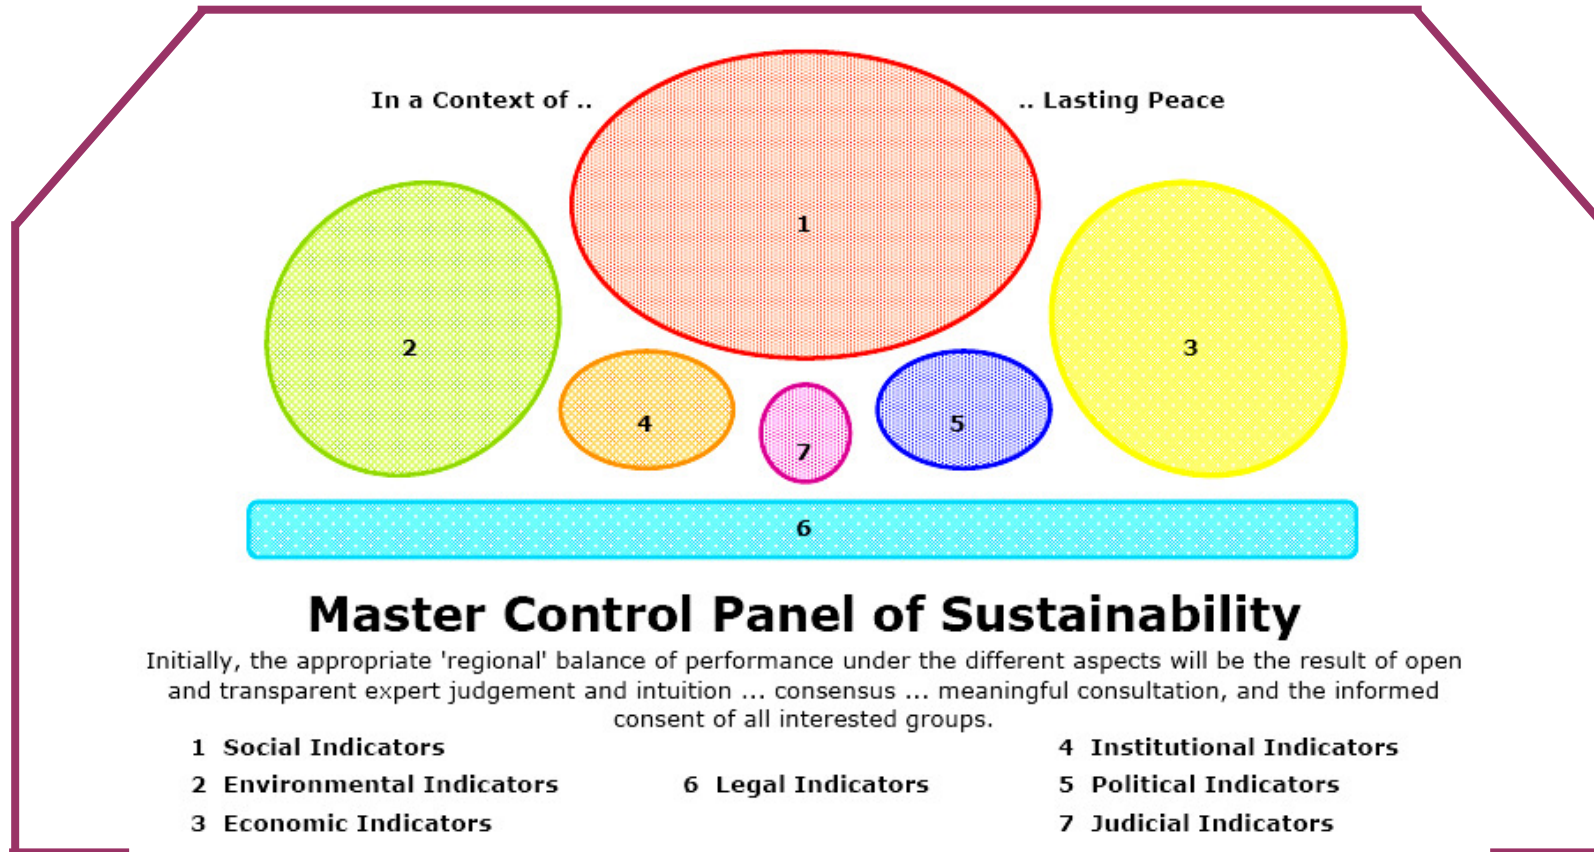 In a Context of ..
.. Lasting Peace
1
2
3
4
5
7
6
Master Control Panel of Sustainability
Initially, the appropriate 'regional' balance of performance under the different aspects will be the result of open
and transparent expert judgement and intuition ... consensus ... meaningful consultation, and the informed
consent of all interested groups.
1 Social Indicators
2 Environmental Indicators
3 Economic Indicators
6 Legal Indicators
4 Institutional Indicators
5 Political Indicators
7 Judicial Indicators